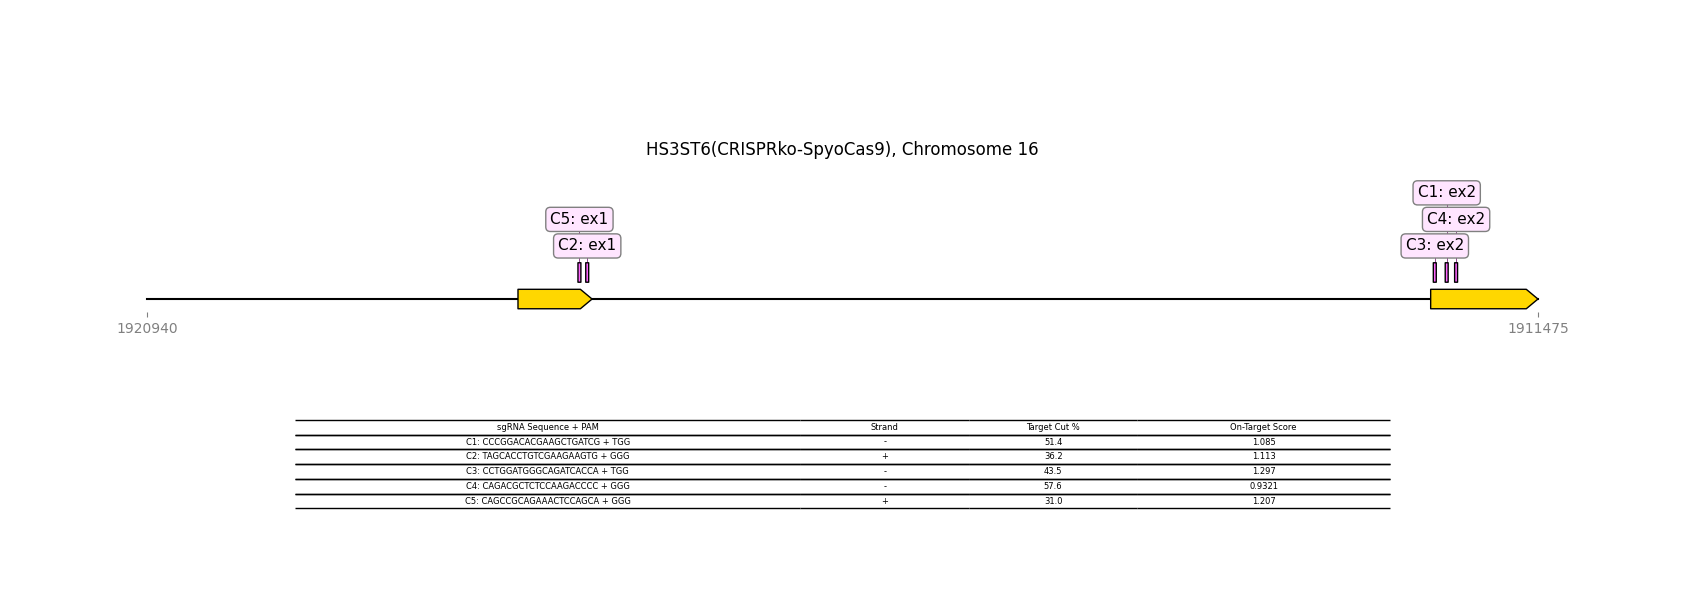 HS3ST6(CRISPRko-SpyoCas9), Chromosome 16
C1: ex2
C5: ex1
C4: ex2
C2: ex1
C3: ex2
1920940
1911475
sgRNA Sequence + PAM Strand Target Cut % On-Target Score
C1: CCCGGACACGAAGCTGATCG + TGG - 51.4 1.085
C2: TAGCACCTGTCGAAGAAGTG + GGG + 36.2 1.113
C3: CCTGGATGGGCAGATCACCA + TGG - 43.5 1.297
C4: CAGACGCTCTCCAAGACCCC + GGG - 57.6 0.9321
C5: CAGCCGCAGAAACTCCAGCA + GGG + 31.0 1.207